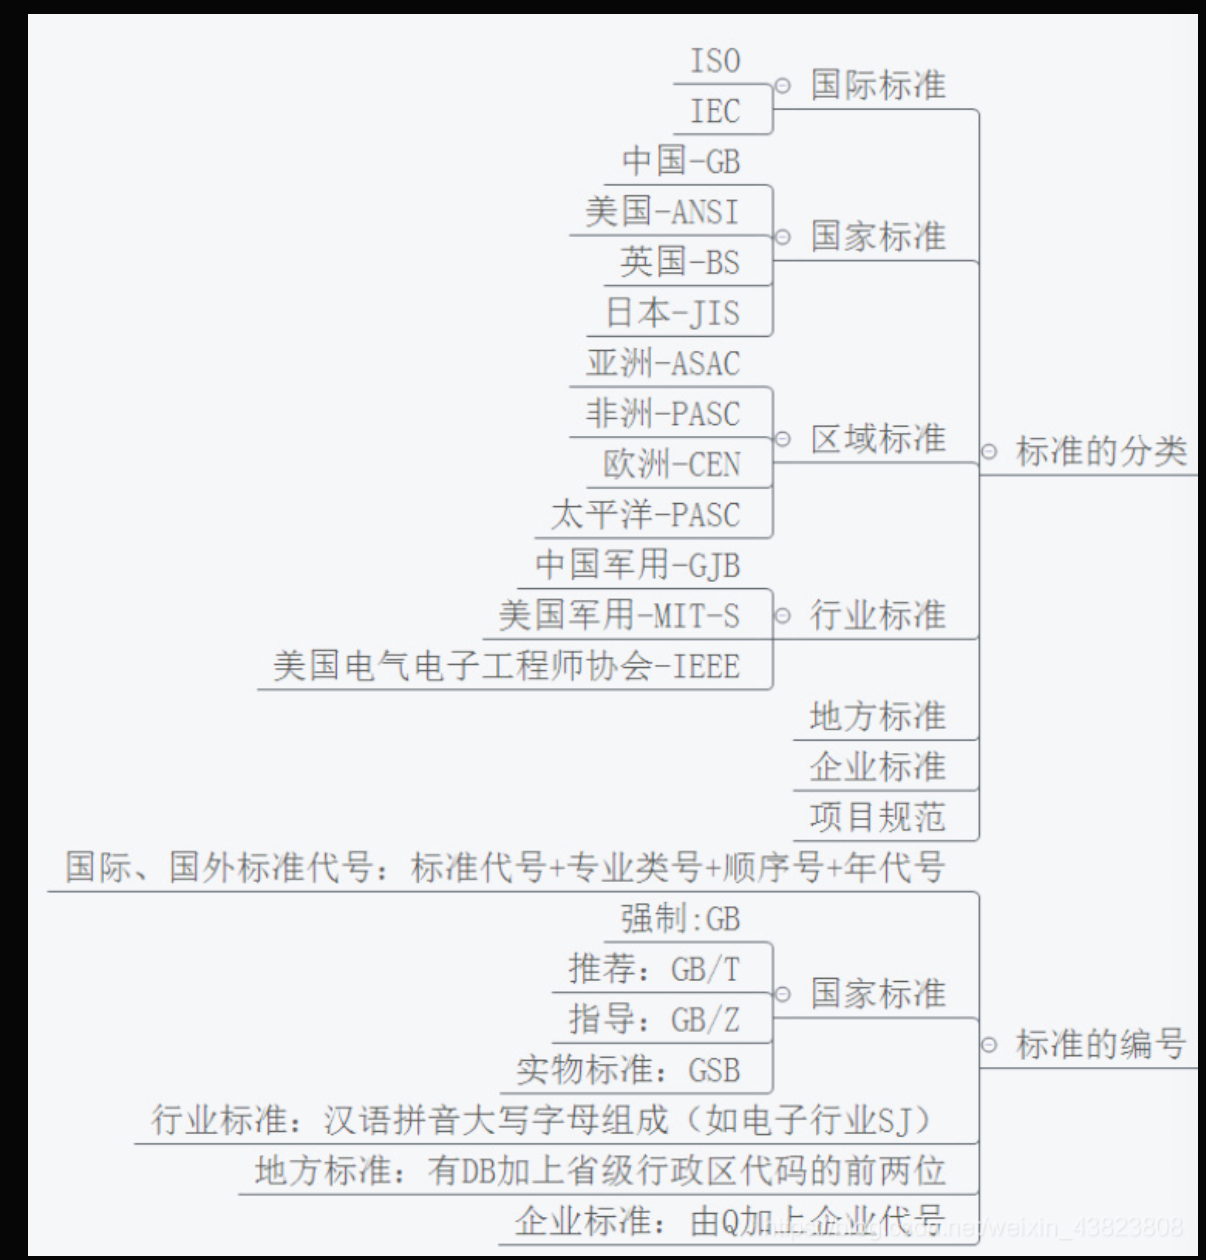 ISO
IEC
国际标准
中国-GB
美国-ANSI
英国-BS
日本-JIS
国家标准
亚洲-ASAC
非洲-PASC
欧洲-CEN
太平洋-PASC
区域标准
中国军用-GJB
美国军用-MIT-S
美国电气电子工程师协会-IEEE
行业标准
地方标准
企业标准
项目规范
标准的分类
国际、国外标准代号：标准代号+专业类号+顺序号+年代号
强制:GB
推荐：GB/T
指导：GB/Z
实物标准：GSB
国家标准
行业标准：汉语拼音大写字母组成（如电子行业SJ）
地方标准：有DB加上省级行政区代码的前两位
企业标准：由Q加上企业代号
标准的编号
https://blog.csdn.net/weixin_43823808